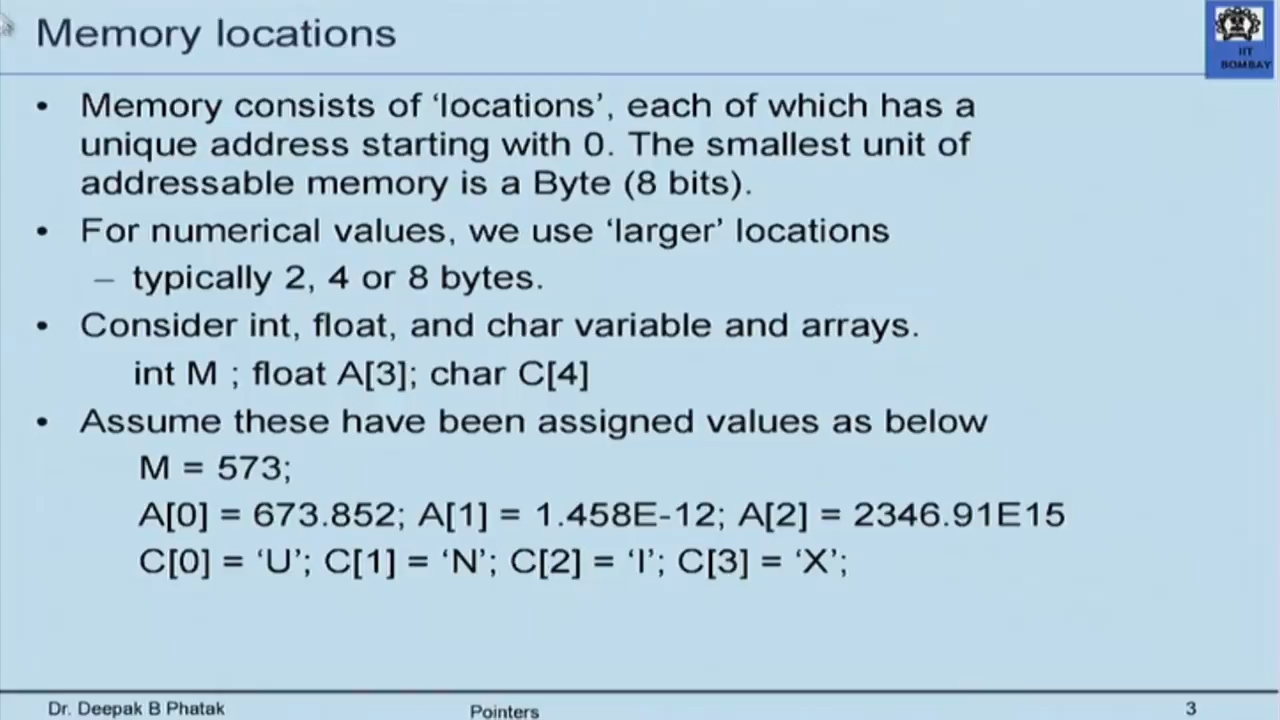 Memory locations
IIT
BOMBAY
• Memory consists of ‘locations’, each of which has a
unique address starting with 0. The smallest unit of
addressable memory is a Byte (8 bits).
• For numerical values, we use ‘larger’ locations
– typically 2, 4 or 8 bytes.
• Consider int, float, and char variable and arrays.
int M ; float A[3]; char C[4]
• Assume these have been assigned values as below
M = 573;
A[0] = 673.852; A[1] = 1.458E-12; A[2] = 2346.91E15
C[0] = ‘U’; C[1] = ‘N’; C[2] = ‘I’; C[3] = ‘X’;
Dr. Deepak B Phatak Pointers 3